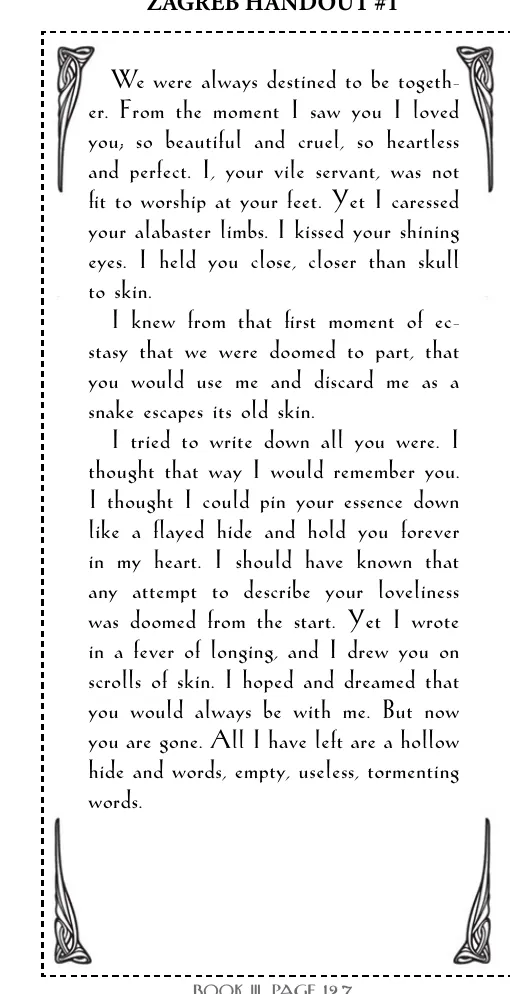 ZAGREB HANDOUT #1
We were always destined to be togeth-
er. From the moment I saw you I loved
you; so beautiful and cruel, so heartless
and perfect. I, your vile servant, was not
fit to worship at your feet. Yet I caressed
your alabaster limbs. I kissed your shining
eyes. I held you close, closer than skull
to skin.
I knew from that first moment of ec-
stasy that we were doomed to part, that
you would use me and discard me as a
snake escapes its old skin.
I tried to write down all you were. I
thought that way I would remember you.
I thought I could pin your essence down
like a flayed hide and hold you forever
in my heart. I should have known that
any attempt to describe your loveliness
was doomed from the start. Yet I wrote
in a fever of longing, and I drew you on
scrolls of skin. I hoped and dreamed that
you would always be with me. But now
you are gone. All I have left are a hollow
hide and words, empty, useless, tormenting
words.
BOOK III, PAGE 127